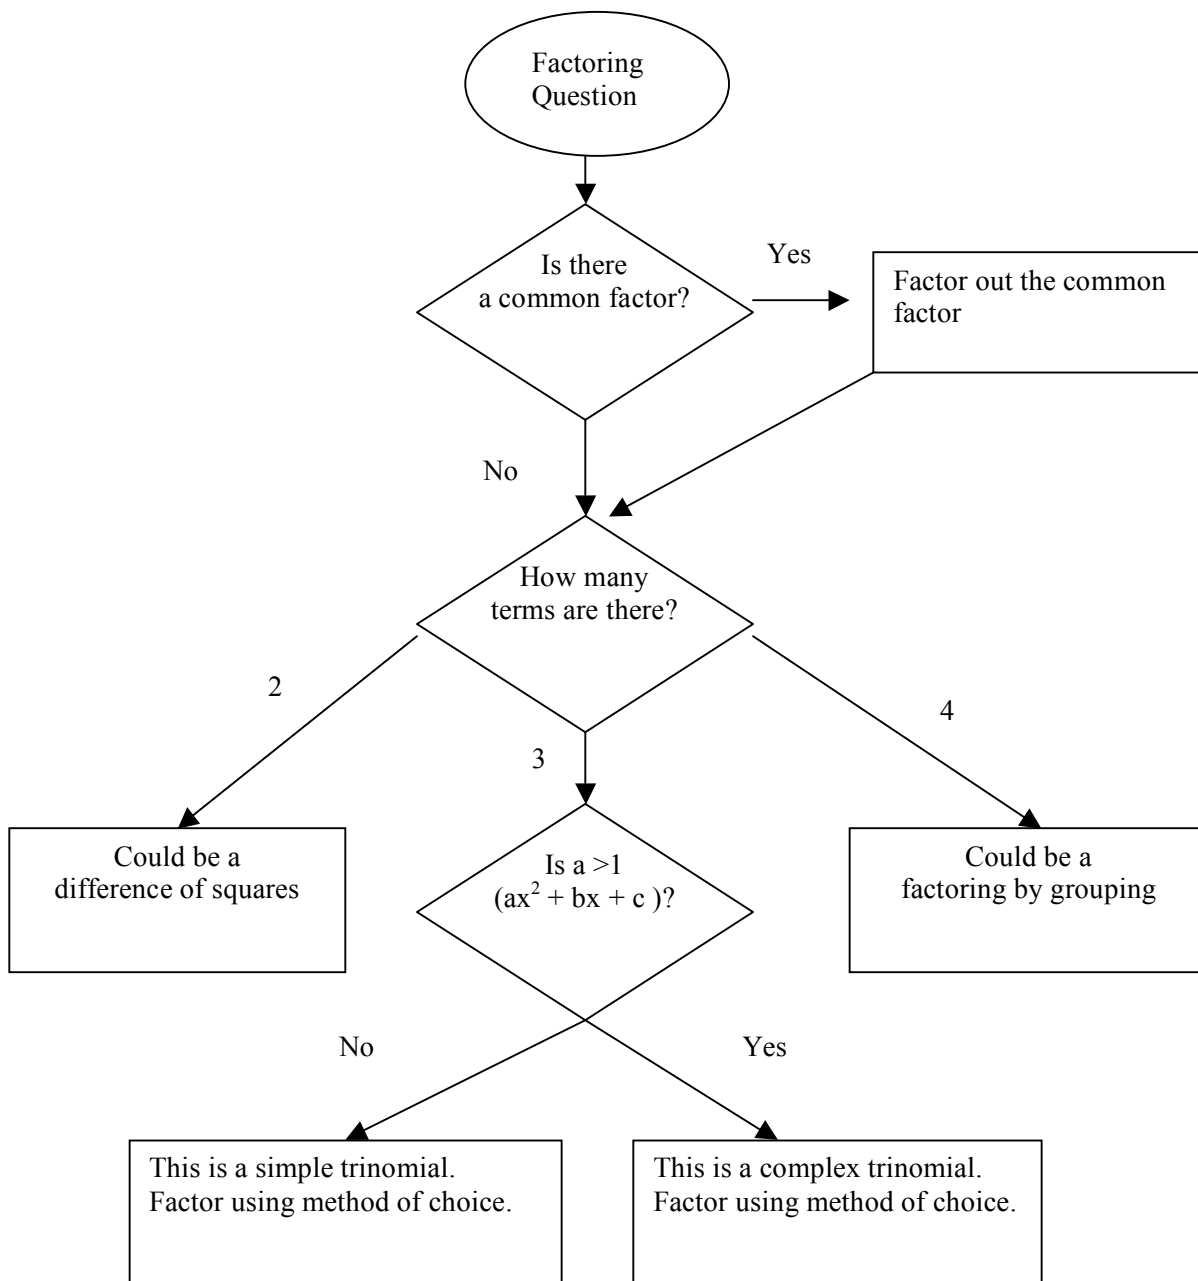 Factoring
Question
Is there
a common factor?
Yes
Factor out the common
factor
No
How many
terms are there?
2
3
4
Could be a
difference of squares
Is a >1
(ax² + bx + c )?
Could be a
factoring by grouping
No
Yes
This is a simple trinomial.
Factor using method of choice.
This is a complex trinomial.
Factor using method of choice.